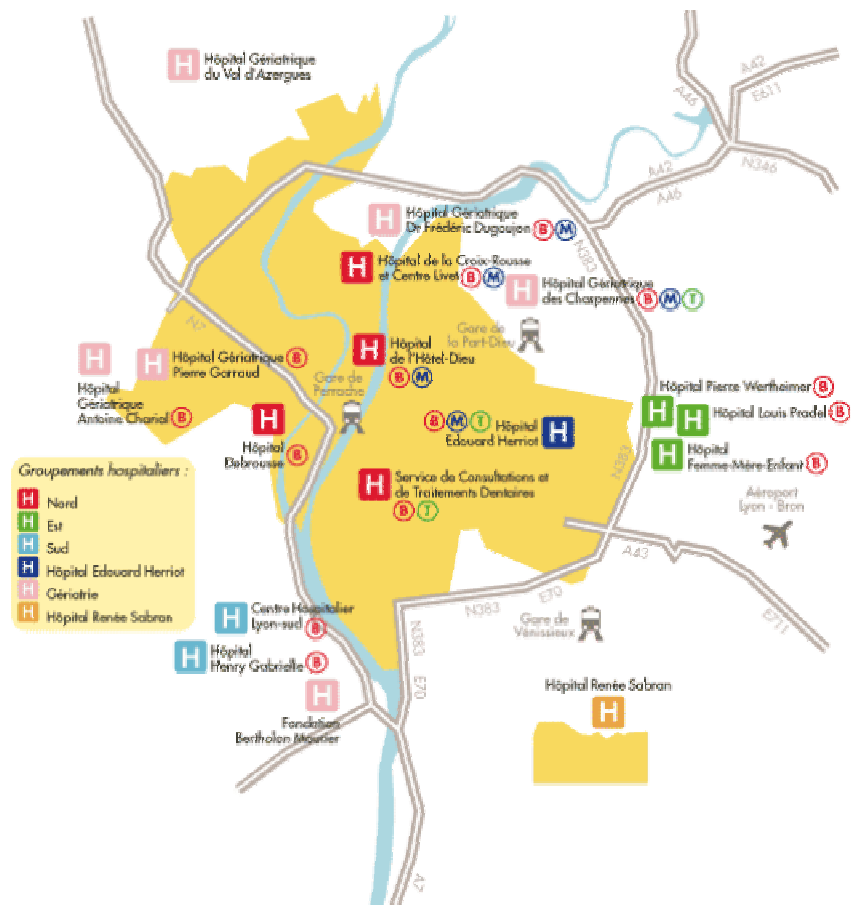 Hôpital Gériatrique
du Val d'Azergues
A42
E611
A46
N346
A42
A46
N383
Hôpital Gériatrique
Dr Frédéric Dugoujon B M
Hôpital de la Croix-Rousse
et Centre Livet B M
Hôpital Gériatrique
des Charpennes B M T
N7
Gare de
la Part-Dieu
Hôpital
de l'Hôtel-Dieu
B M
Hôpital Gériatrique B
Pierre Garraud
Hôpital
Gériatrique
Antoine Charial B
Gare de
Perrache
Hôpital Pierre Wertheimer B
Hôpital Louis Pradel B
Hôpital
Femme-Mère-Enfant B
B M T Hôpital
Edouard Herriot
Hôpital
Debrousse B
N383
Service de Consultations et
de Traitements Dentaires
B T
Aéroport
Lyon - Bron
Groupements hospitaliers :
H Nord
H Est
H Sud
H Hôpital Edouard Herriot
H Gériatrie
H Hôpital Renée Sabran
A43
E711
N383
E70
Gare de
Vénissieux
Centre Hospitalier
Lyon-sud B
Hôpital
Henry Gabrielle B
N383
E70
Fondation
Bertholon Mourier
Hôpital Renée Sabran
H
A7